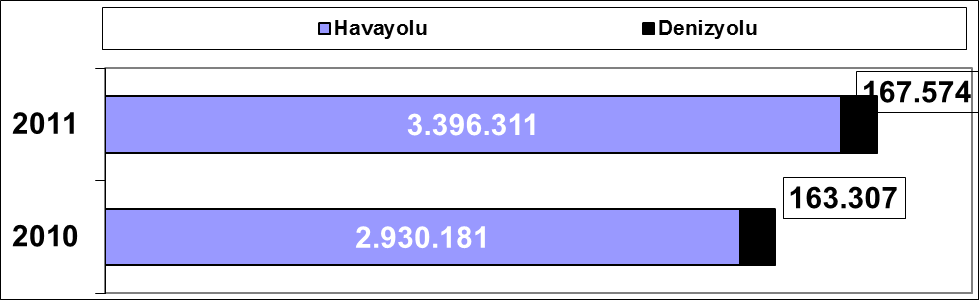 Havayolu Denizyolu
167.574
2011 3.396.311
163.307
2010 2.930.181